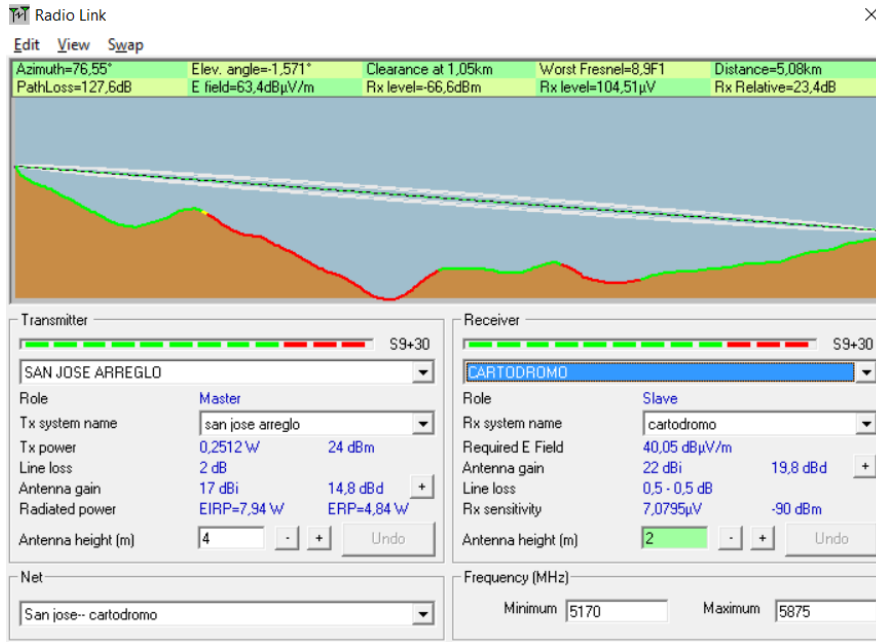 Radio Link
Edit View Swap
Azimuth=76,55° Elev. angle=-1,571° Clearance at 1,05km Worst Fresnel=8,9F1 Distance=5,08km
PathLoss=127,6dB E field=63,4dBµV/m Rx level=-66,6dBm Rx level=104,51µV Rx Relative=23,4dB
Transmitter Receiver
S9+30 S9+30
SAN JOSE ARREGLO CARTODROMO
Role Master Role Slave
Tx system name san jose areglo Rx system name cartodromo
Tx power 0,2512 W 24 dBm Required E Field 40,05 dBµV/m
Line loss 2 dB Antenna gain 22 dBi 19,8 dBd +
Antenna gain 17 dBi 14,8 dBd + Line loss 0,5 - 0,5 dB
Radiated power EIRP=7,94 W ERP=4,84 W Rx sensitivity 7,0795µV -90 dBm
Antenna height (m) 4 - + Undo Antenna height (m) 2 - + Undo
Net Frequency (MHz)
San jose-- cartodromo Minimum 5170 Maximum 5875